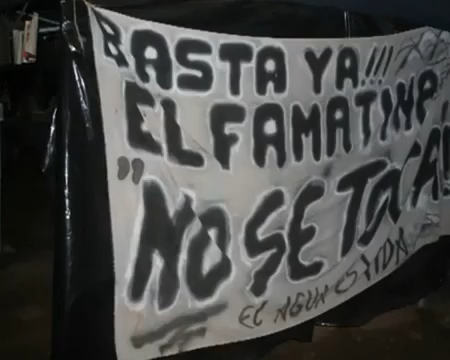 BASTA YA!!!
EL FAMATINA
"NO SE TOCA!
EL AGUA ES VIDA